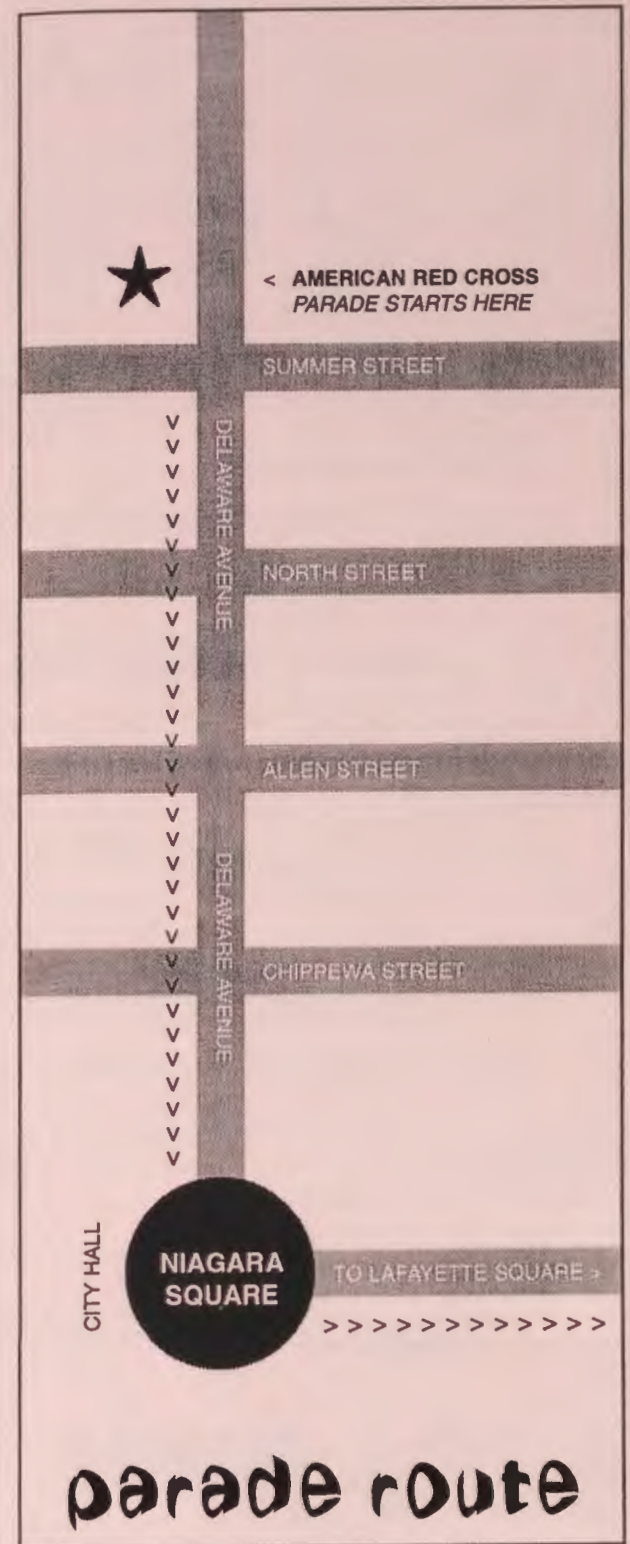 < AMERICAN RED CROSS
PARADE STARTS HERE
SUMMER STREET
DELAWARE AVENUE
NORTH STREET
ALLEN STREET
DELAWARE AVENUE
CHIPPEWA STREET
CITY HALL
NIAGARA
SQUARE
TO LAFAYETTE SQUARE >
> > > > > > > > > > > >
parade route